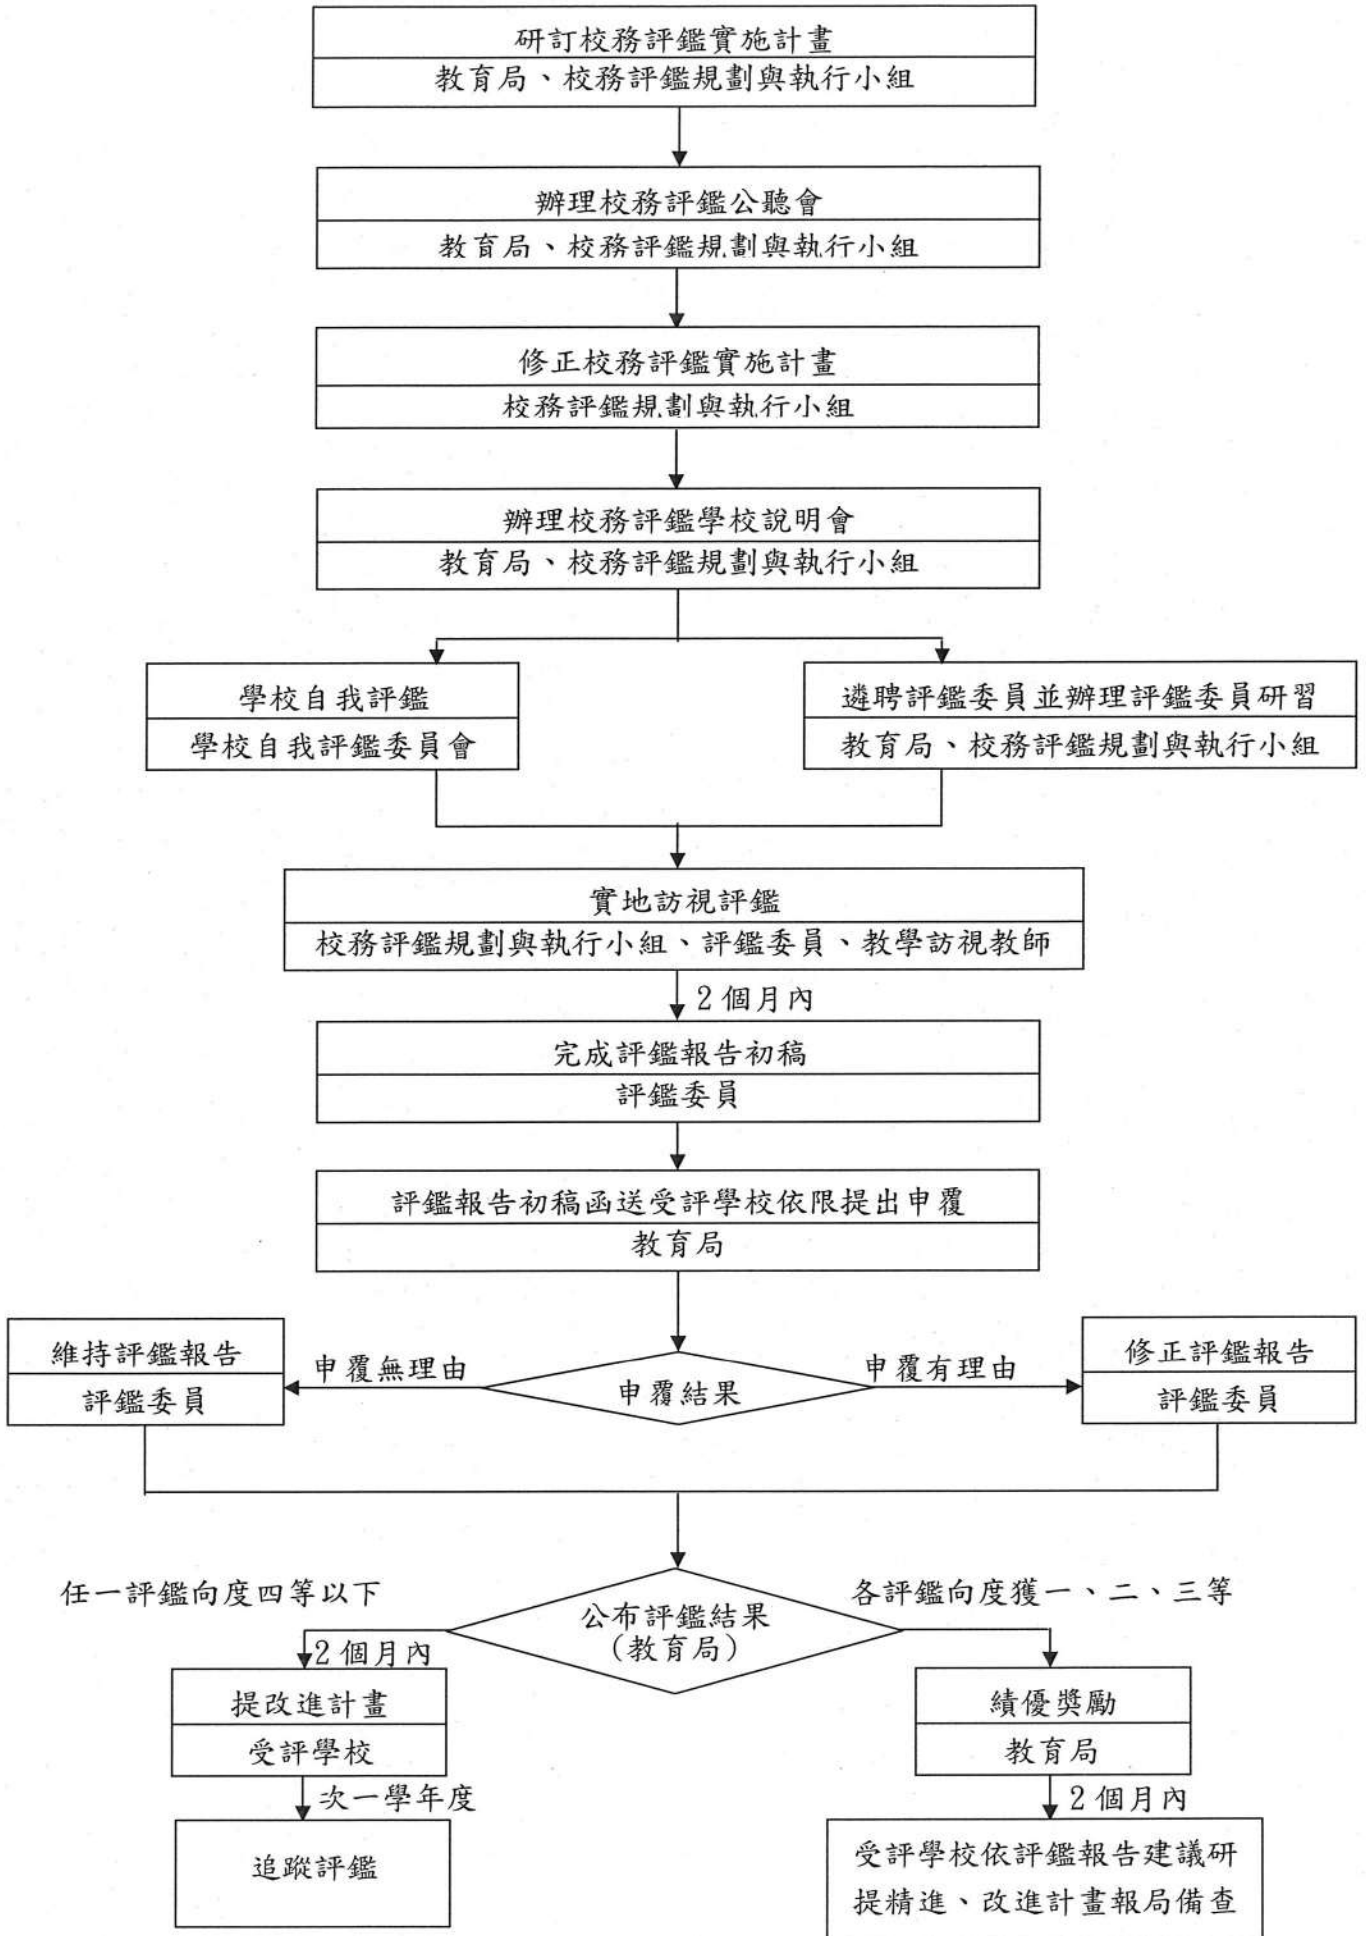 研訂校務評鑑實施計畫
教育局、校務評鑑規劃與執行小組
辦理校務評鑑公聽會
教育局、校務評鑑規劃與執行小組
修正校務評鑑實施計畫
校務評鑑規劃與執行小組
辦理校務評鑑學校說明會
教育局、校務評鑑規劃與執行小組
學校自我評鑑
學校自我評鑑委員會
遴聘評鑑委員並辦理評鑑委員研習
教育局、校務評鑑規劃與執行小組
實地訪視評鑑
校務評鑑規劃與執行小組、評鑑委員、教學訪視教師
2個月內
完成評鑑報告初稿
評鑑委員
評鑑報告初稿函送受評學校依限提出申覆
教育局
維持評鑑報告
評鑑委員
申覆無理由
申覆結果
申覆有理由
修正評鑑報告
評鑑委員
任一評鑑向度四等以下
公布評鑑結果
(教育局)
各評鑑向度獲一、二、三等
2個月內
提改進計畫
受評學校
次一學年度
追蹤評鑑
績優獎勵
教育局
2個月內
受評學校依評鑑報告建議研
提精進、改進計畫報局備查